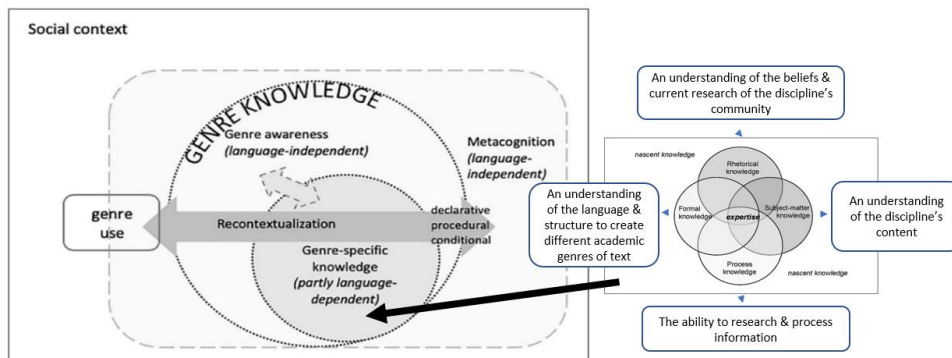 Social context
GENRE KNOWLEDGE
Genre awareness
(language-independent)
Metacognition
(language-
independent)
genre
use
Recontextualization
declarative
procedural
conditional
Genre-specific
knowledge
(partly language-
dependent)
An understanding of the beliefs &
current research of the discipline's
community
nascent knowledge
Rhetorical
knowledge
An understanding
of the language &
structure to create
different academic
genres of text
Formal
knowledge
expertise
Subject-matter
knowledge
An understanding
of the discipline's
content
Process
knowledge
nascent knowledge
The ability to research & process
information